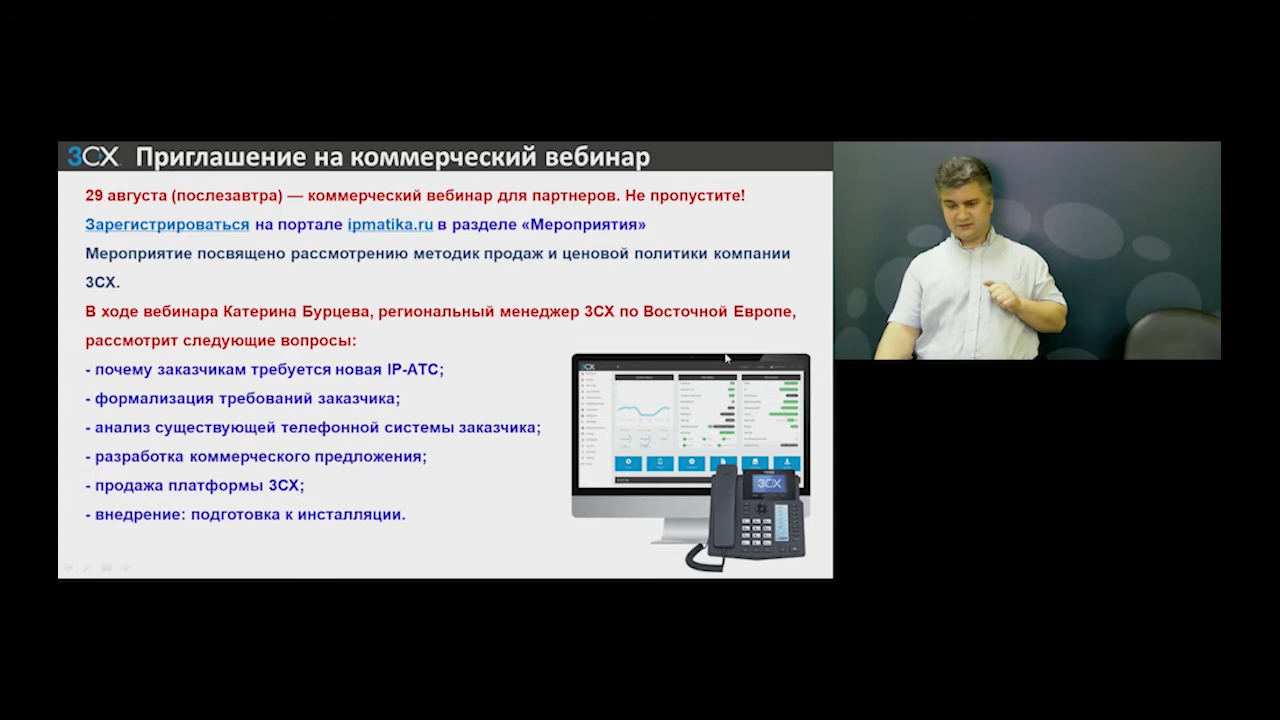 3CX Приглашение на коммерческий вебинар
29 августа (послезавтра) — коммерческий вебинар для партнеров. Не пропустите!
Зарегистрироваться на портале ipmatika.ru в разделе «Мероприятия»
Мероприятие посвящено рассмотрению методик продаж и ценовой политики компании
3CX.
В ходе вебинара Катерина Бурцева, региональный менеджер 3CX по Восточной Европе,
рассмотрит следующие вопросы:
- почему заказчикам требуется новая IP-АТС;
- формализация требований заказчика;
- анализ существующей телефонной системы заказчика;
- разработка коммерческого предложения;
- продажа платформы 3CX;
- внедрение: подготовка к инсталляции.
3CX
3CX